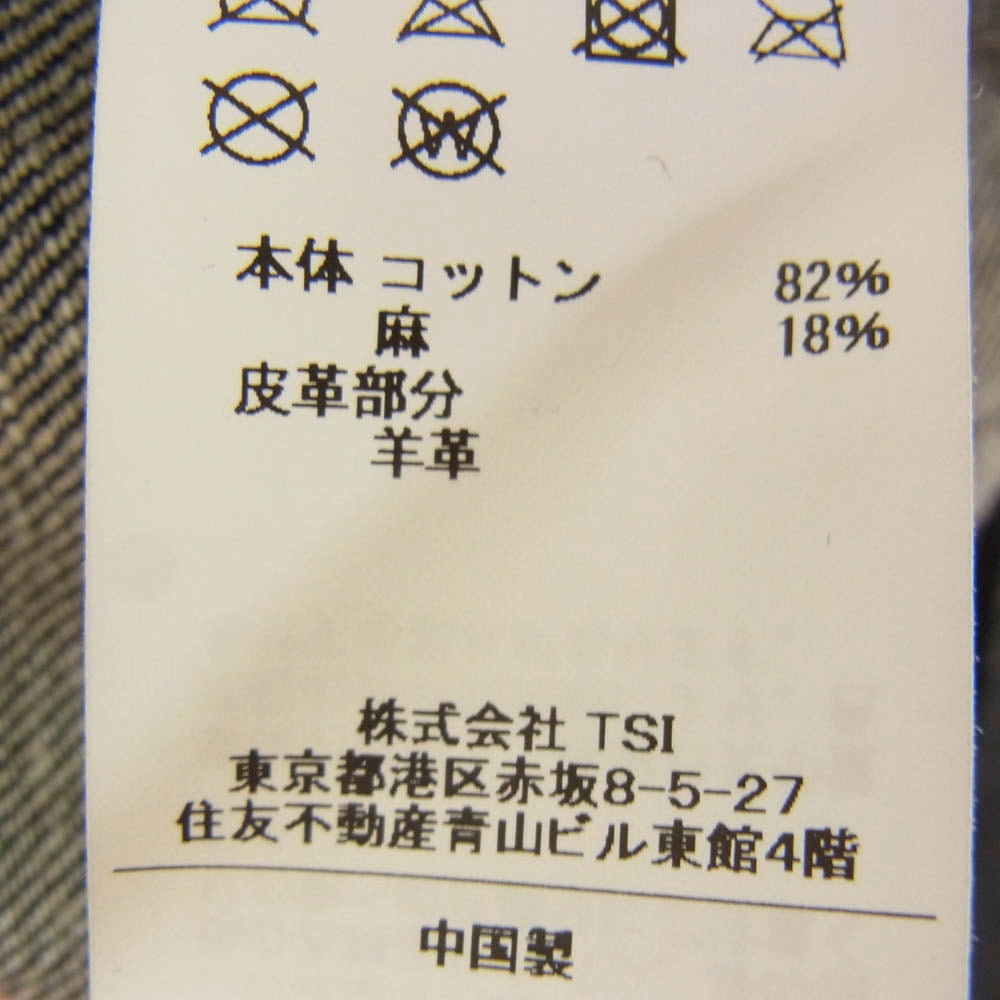 本体 コットン 82%
麻 18%
皮革部分
羊革
株式会社 TSI
東京都港区赤坂8-5-27
住友不動産青山ビル東館4階
中国製